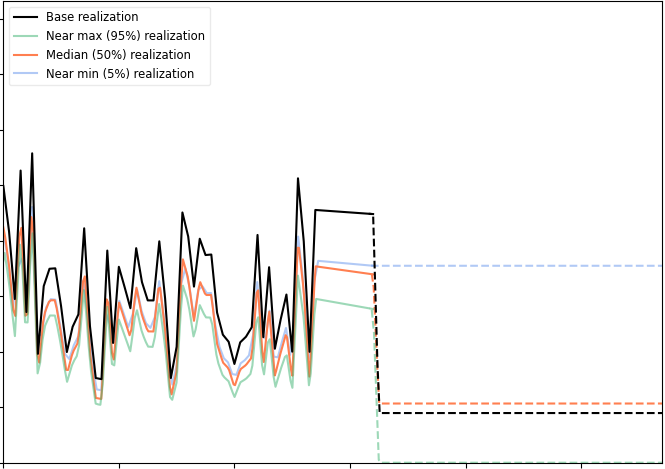 Base realization
Near max (95%) realization
Median (50%) realization
Near min (5%) realization